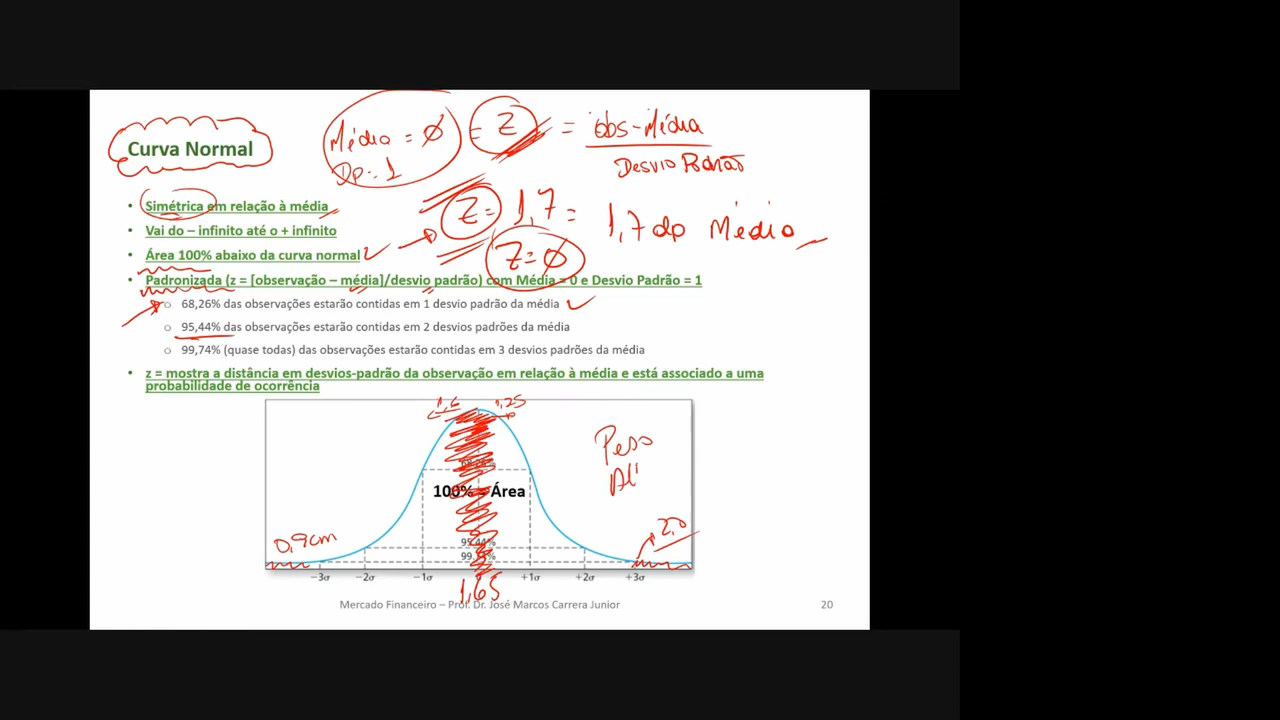 Média = Ø
Dp = 1
Z = obs - Média
Desvio Padrão
Curva Normal
Z = 1,7 = 1,7 dp Média
Z = Ø
• Simétrica em relação à média
• Vai do – infinito até o + infinito
• Área 100% abaixo da curva normal
• Padronizada (z = [observação – média]/desvio padrão) com Média = 0 e Desvio Padrão = 1
○ 68,26% das observações estarão contidas em 1 desvio padrão da média
○ 95,44% das observações estarão contidas em 2 desvios padrões da média
○ 99,74% (quase todas) das observações estarão contidas em 3 desvios padrões da média
• z = mostra a distância em desvios-padrão da observação em relação à média e está associado a uma
probabilidade de ocorrência
Peso
100% Área
0,9cm
95,44%
2,0
−3σ −2σ −1σ +1σ +2σ +3σ
1,65
Mercado Financeiro – Prof. Dr. José Marcos Carrera Junior
20